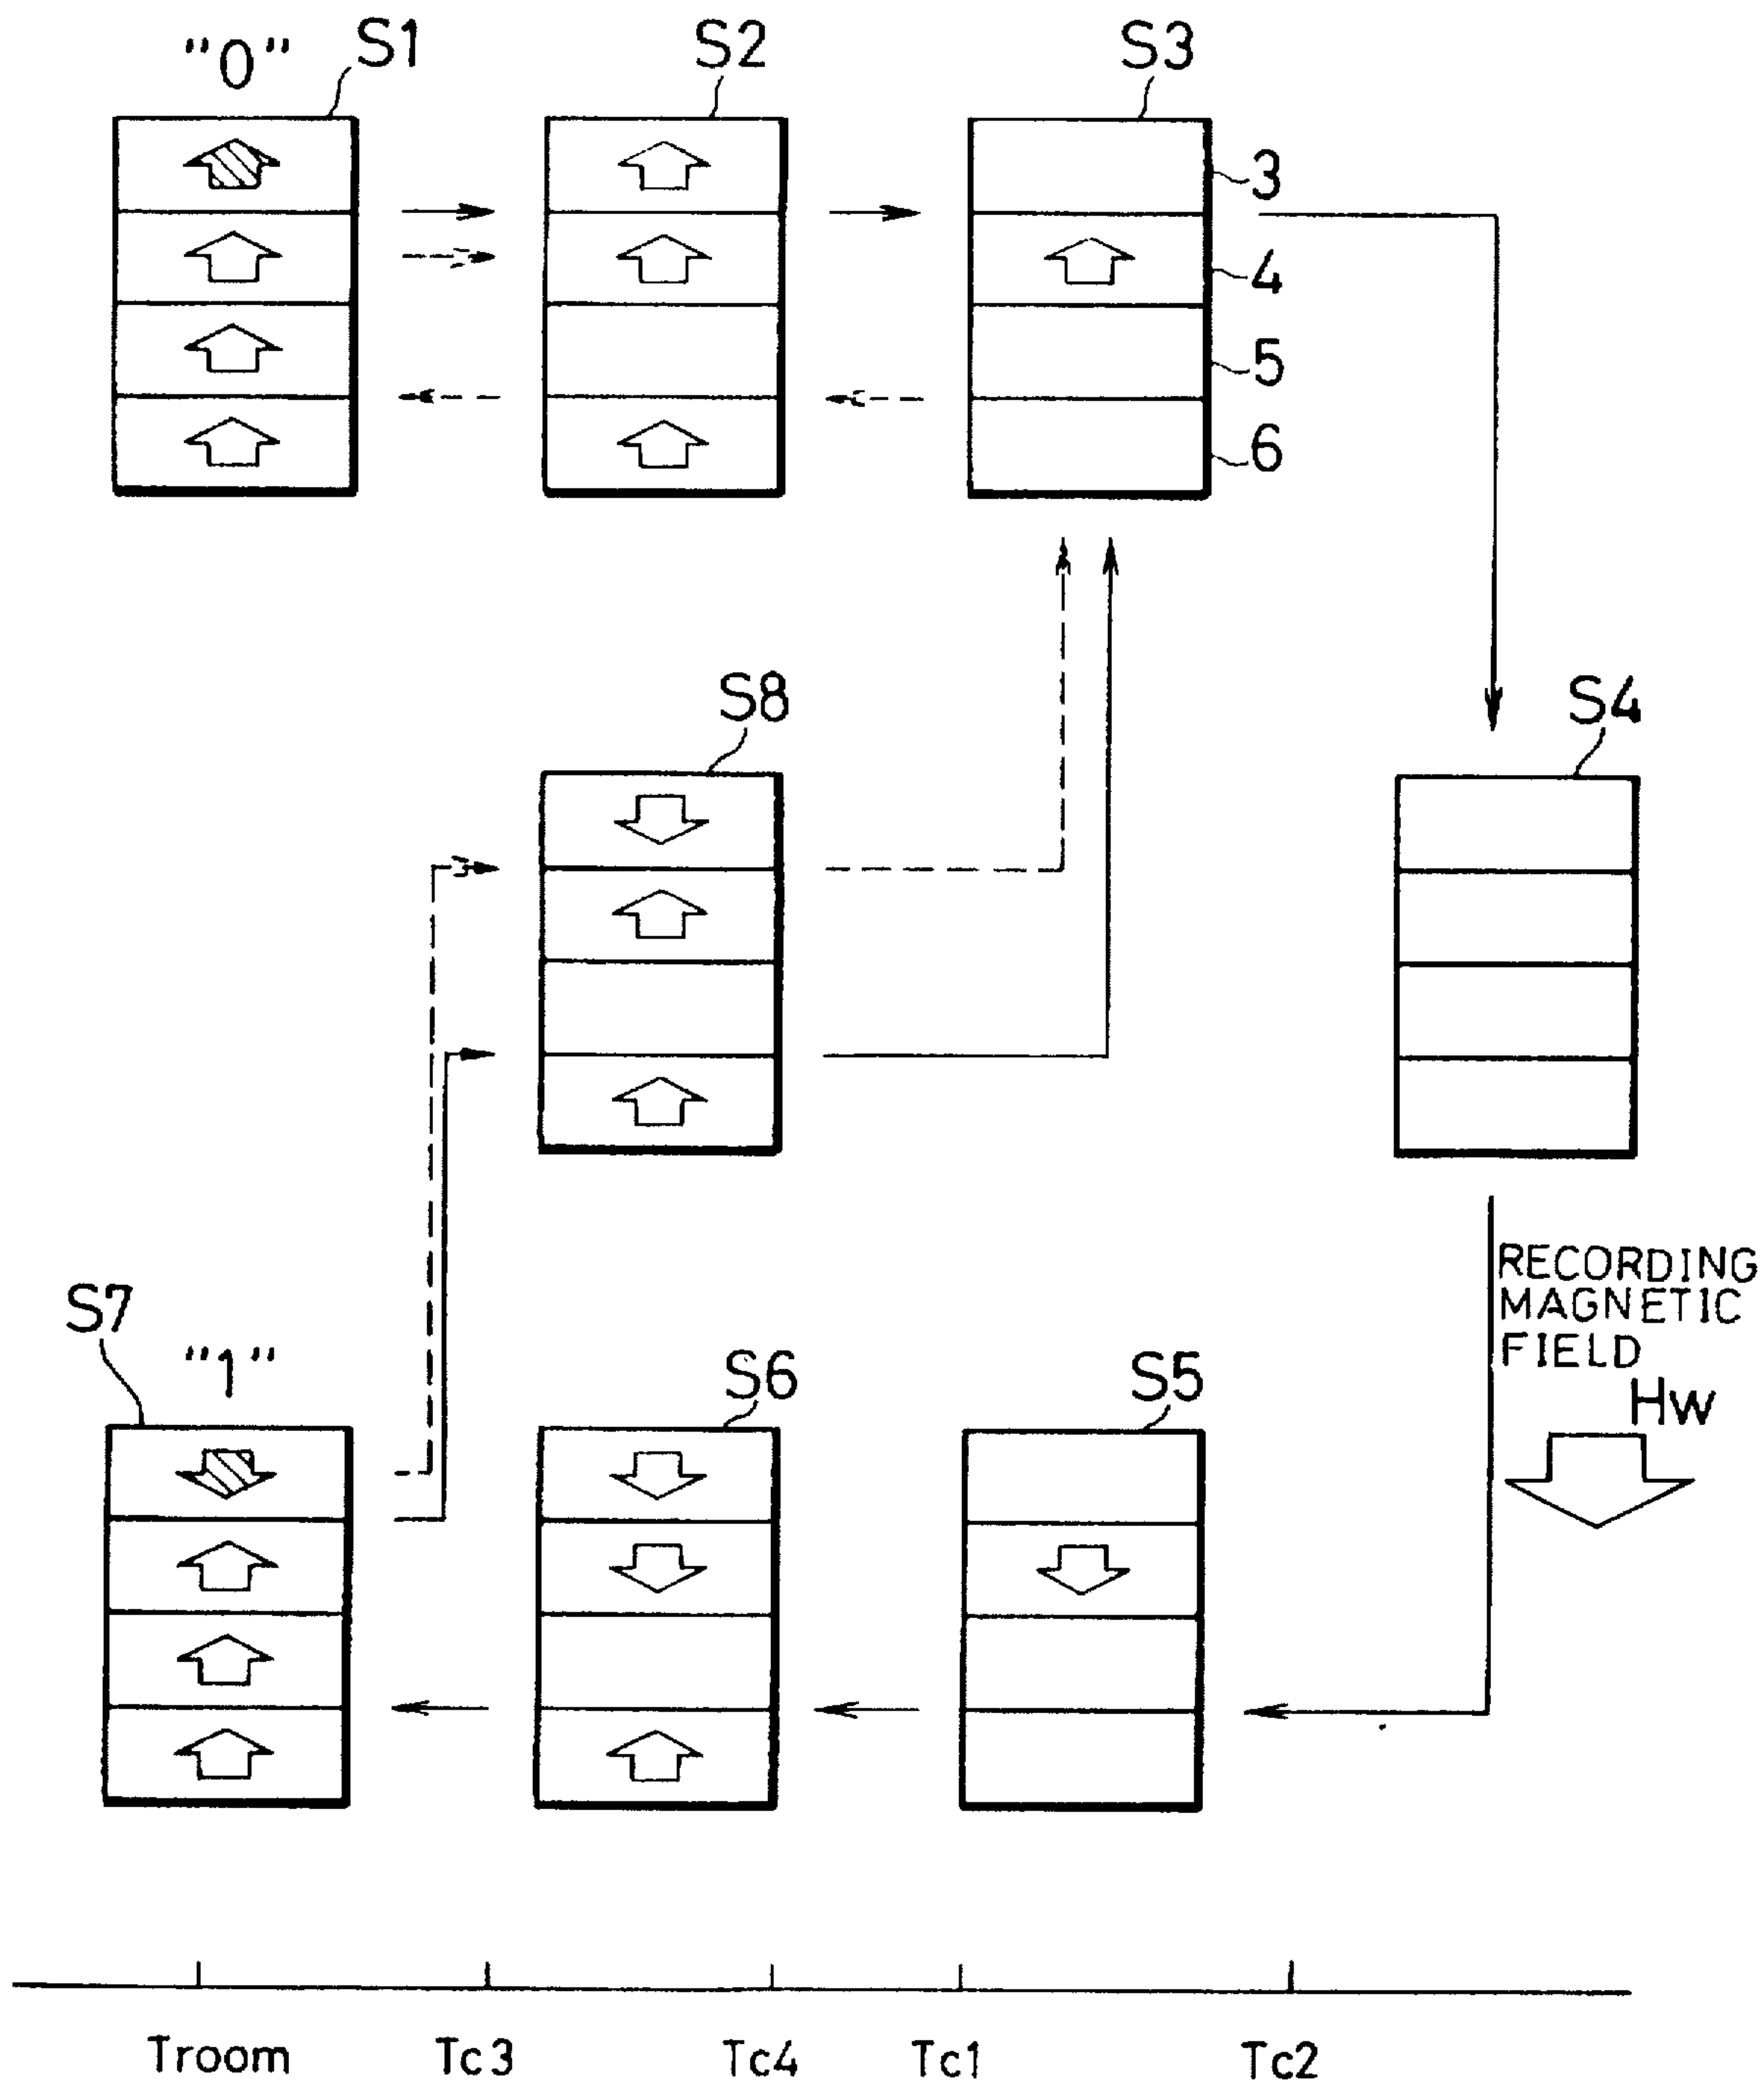 "0" S1 S2 S3
3
4
5
6
S8 S4
RECORDING
MAGNETIC
FIELD
Hw
S7 "1" S6 S5
Troom Tc3 Tc4 Tc1 Tc2